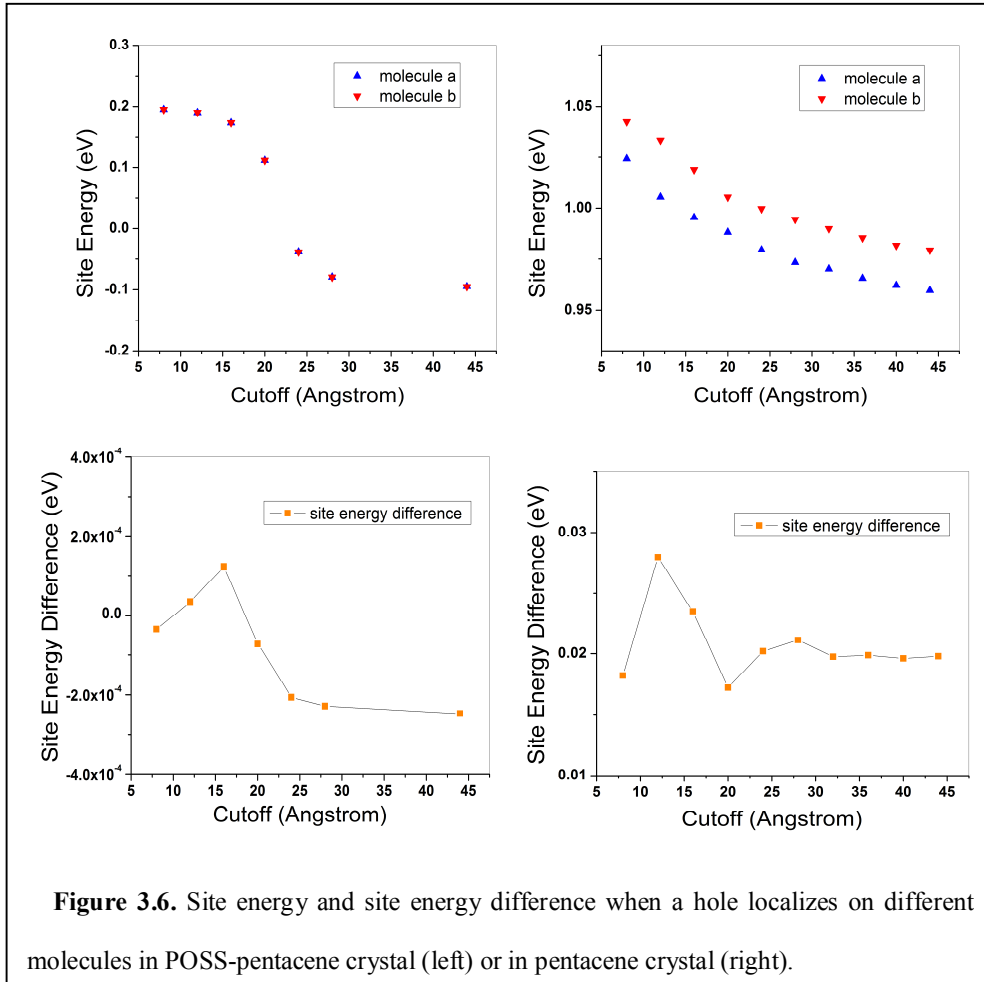 0.3
0.2
0.1
0.0
-0.1
-0.2
Site Energy (eV)
molecule a
molecule b
5 10 15 20 25 30 35 40 45
Cutoff (Angstrom)
1.05
1.00
0.95
Site Energy (eV)
molecule a
molecule b
5 10 15 20 25 30 35 40 45
Cutoff (Angstrom)
4.0x10-4
2.0x10-4
0.0
-2.0x10-4
-4.0x10-4
Site Energy Difference (eV)
site energy difference
5 10 15 20 25 30 35 40 45
Cutoff (Angstrom)
0.03
0.02
0.01
Site Energy Difference (eV)
site energy difference
5 10 15 20 25 30 35 40 45
Cutoff (Angstrom)
Figure 3.6. Site energy and site energy difference when a hole localizes on different
molecules in POSS-pentacene crystal (left) or in pentacene crystal (right).